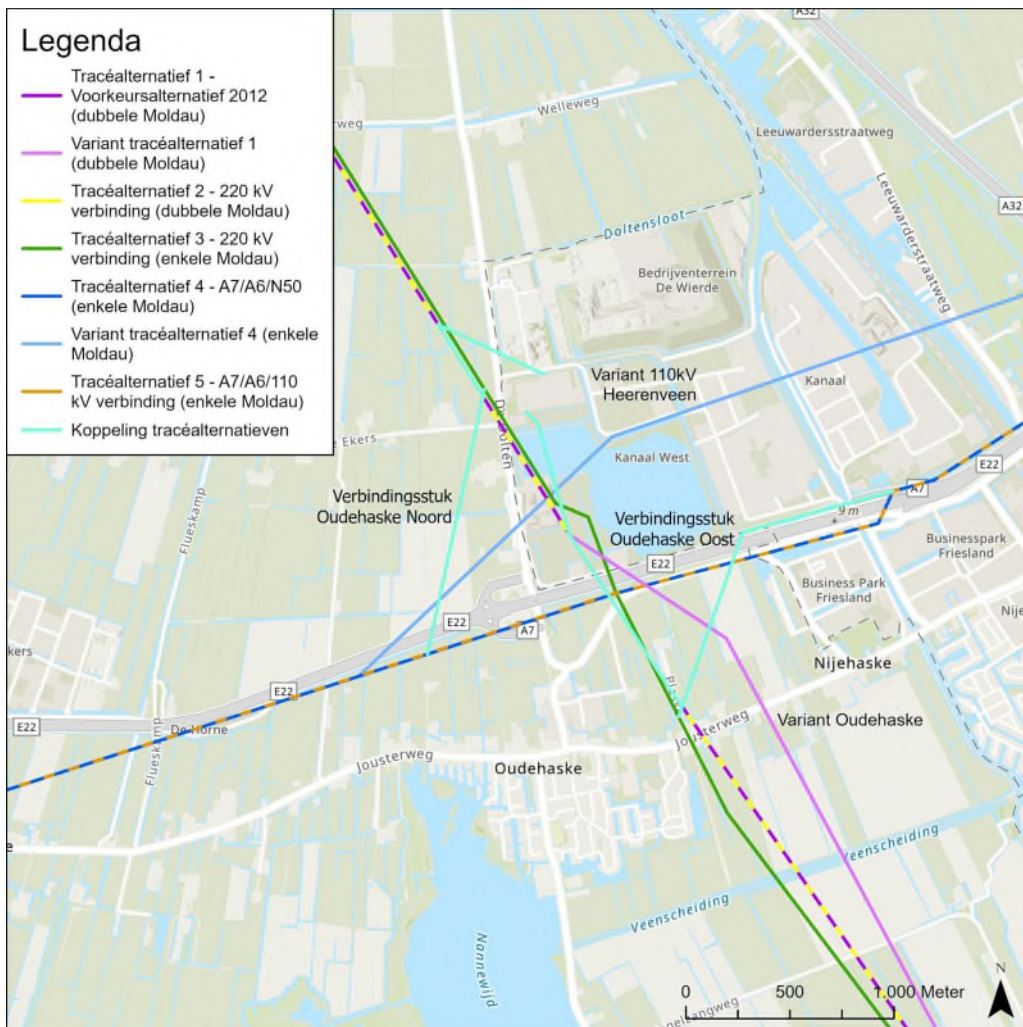 Legenda
Tracéalternatief 1 -
Voorkeursalternatief 2012
(dubbele Moldau)
Variant tracéalternatief 1
(dubbele Moldau)
Tracéalternatief 2 - 220 kV
verbinding (dubbele Moldau)
Tracéalternatief 3 - 220 kV
verbinding (enkele Moldau)
Tracéalternatief 4 - A7/A6/N50
(enkele Moldau)
Variant tracéalternatief 4 (enkele
Moldau)
Tracéalternatief 5 - A7/A6/110
kV verbinding (enkele Moldau)
Koppeling tracéalternatieven
A32
Welleweg
Leeuwardersstraatweg
Leeuwarderstraatweg
A32
A32
Doltensloot
Bedrijventerrein
De Wierde
Variant 110kV
Heerenveen
Kanaal
Ekers
Kanaal West
Flueskamp
Verbindingsstuk
Oudehaske Noord
Verbindingsstuk
Oudehaske Oost
9 m
A7
E22
E22
Businesspark
Friesland
Business Park
Friesland
E22
A7
Nijehaske
kers
E22
E22
De Horne
Flueskamp
Jousterweg
Oudehaske
Jousterweg
Variant Oudehaske
Veenscheiding
Veenscheiding
Nannewijd
N
0 500 1.000 Meter